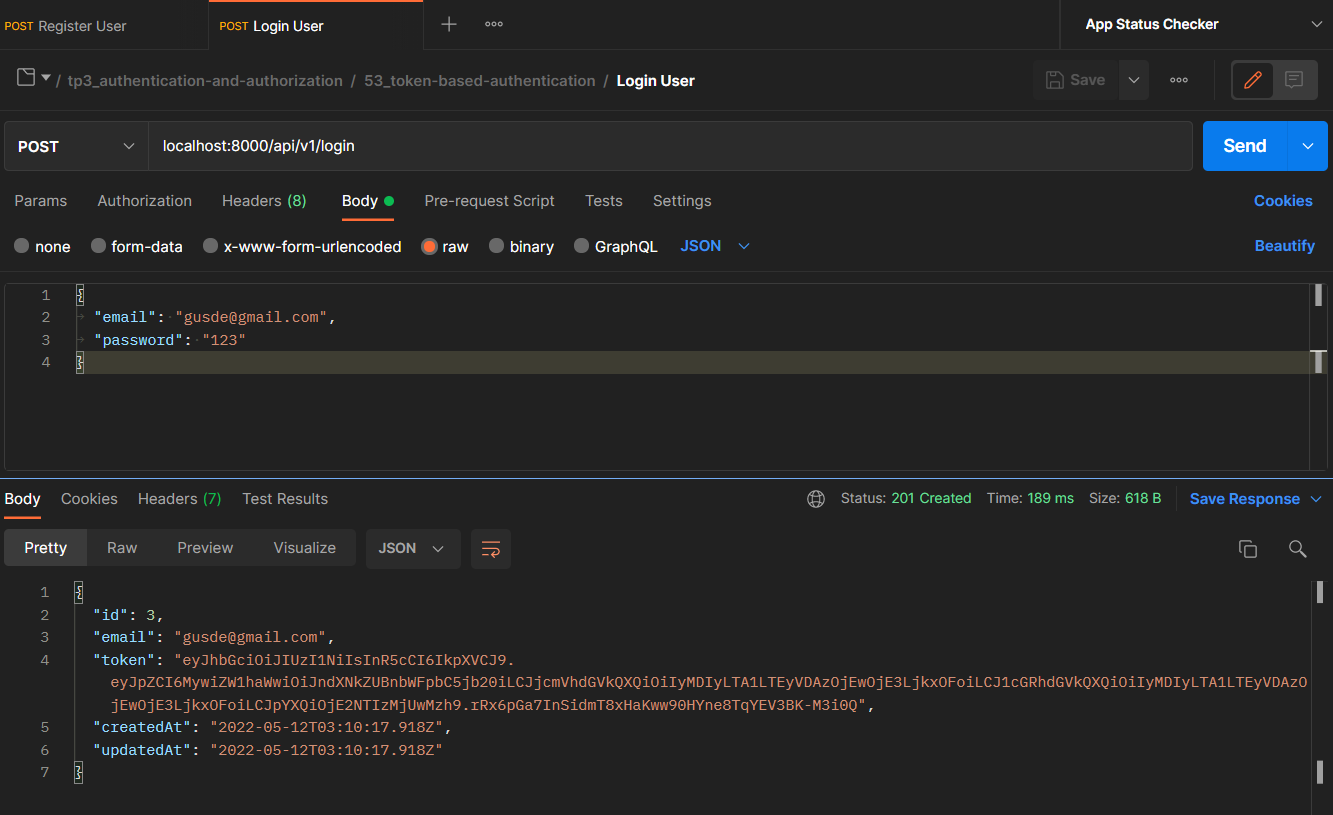 POST Register User
POST Login User
App Status Checker
/ tp3_authentication-and-authorization / 53_token-based-authentication / Login User
Save
POST
localhost:8000/api/v1/login
Send
Params Authorization Headers (8) Body Pre-request Script Tests Settings Cookies
none form-data x-www-form-urlencoded raw binary GraphQL JSON Beautify
1 {
2 "email": "gusde@gmail.com",
3 "password": "123"
4 }
Body Cookies Headers (7) Test Results Status: 201 Created Time: 189 ms Size: 618 B Save Response
Pretty Raw Preview Visualize JSON
1 {
2 "id": 3,
3 "email": "gusde@gmail.com",
4 "token": "eyJhbGciOiJIUzI1NiIsInR5cCI6IkpXVCJ9.
eyJpZCI6MywiZW1haWwiOiJndXNkZUBnbWFpbC5jb20iLCJjcmVhdGVkQXQiOiIyMDIyLTA1LTEyVDAzOjEwOjE3LjkxOFoiLCJ1cGRhdGVkQXQiOiIyMDIyLTA1LTEyVDAzO
jEwOjE3LjkxOFoiLCJpYXQiOjE2NTIzMjUwMzh9.rRx6pGa7InSidmT8xHaKww90HYne8TqYEV3BK-M3i0Q",
5 "createdAt": "2022-05-12T03:10:17.918Z",
6 "updatedAt": "2022-05-12T03:10:17.918Z"
7 }